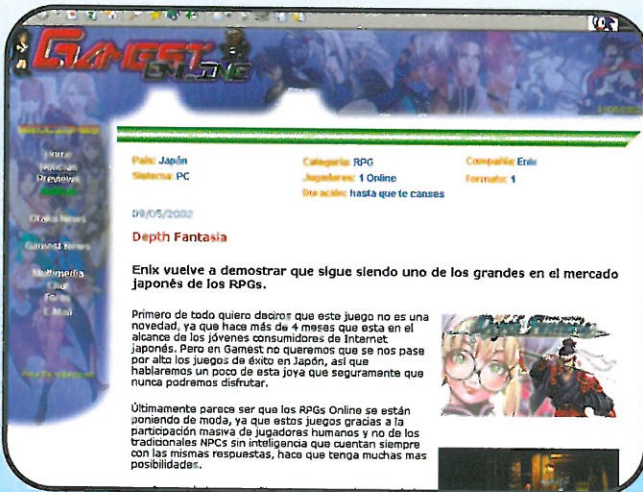 GAMEST
ONLINE
SECCIONES
Home
Noticias
Previews
Otaku News
Gamest News
Multimedia
Chat
Foros
E-Mail
País: Japón
Categoria: RPG
Compañía: Enix
Sistema: PC
Jugadores: 1 Online
Formato: 1
Duración: hasta que te canses
09/05/2002
Depth Fantasia
Enix vuelve a demostrar que sigue siendo uno de los grandes en el mercado
japonés de los RPGs.
Primero de todo quiero deciros que este juego no es una
novedad, ya que hace más de 4 meses que esta en el
alcance de los jóvenes consumidores de Internet
japonés. Pero en Gamest no queremos que se nos pase
por alto los juegos de éxito en Japón, asi que
hablaremos un poco de esta joya que seguramente que
nunca podremos disfrutar.
Depth Fantasia
Últimamente parece ser que los RPGs Online se están
poniendo de moda, ya que estos juegos gracias a la
participación masiva de jugadores humanos y no de los
tradicionales NPCs sin inteligencia que cuentan siempre
con las mismas respuestas, hace que tenga muchas mas
posibilidades.